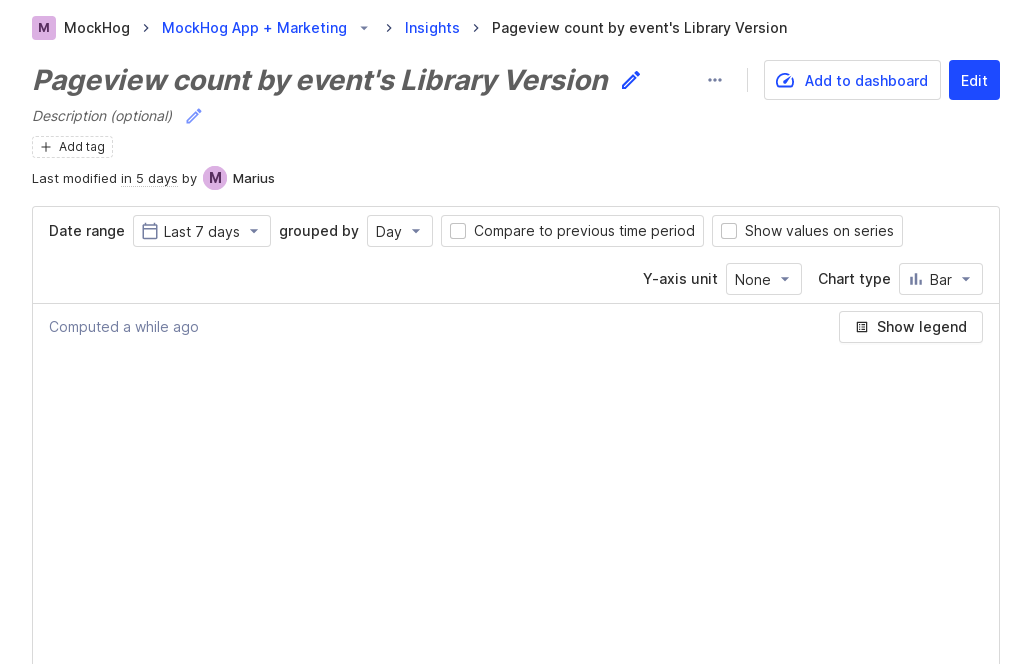 M MockHog > MockHog App + Marketing > Insights > Pageview count by event's Library Version
Pageview count by event's Library Version
Add to dashboard
Edit
Description (optional)
+ Add tag
Last modified in 5 days by M Marius
Date range Last 7 days grouped by Day Compare to previous time period Show values on series
Y-axis unit None Chart type Bar
Computed a while ago
Show legend